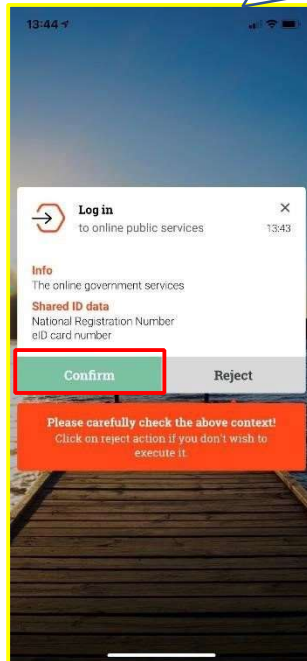 13:44
Log in
to online public services
13:43
Info
The online government services
Shared ID data
National Registration Number
eID card number
Confirm
Reject
Please carefully check the above context!
Click on reject action if you don't wish to
execute it.